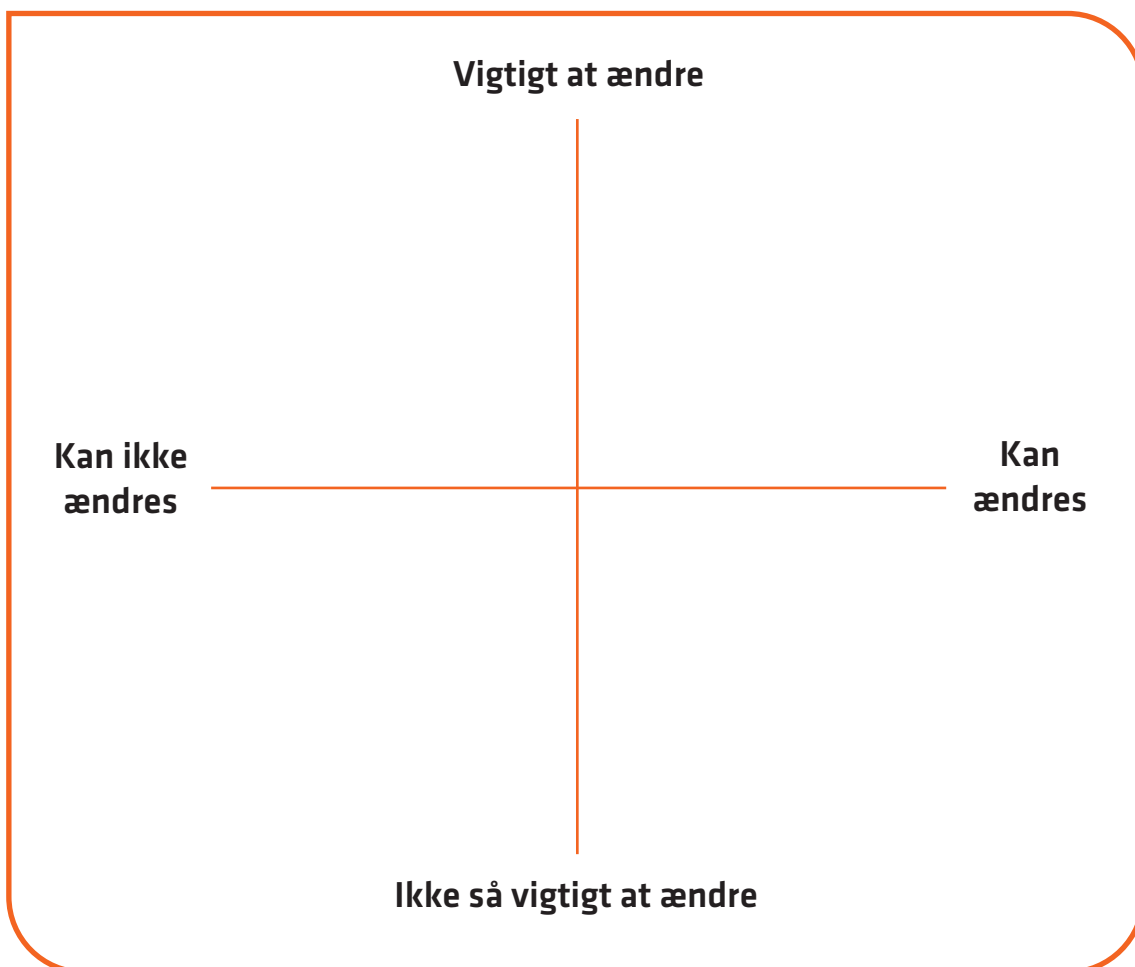 Vigtigt at ændre
Kan ikke
ændres
Kan
ændres
Ikke så vigtigt at ændre